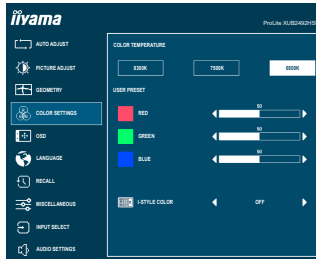 iiyama
ProLite XUB2492HS
AUTO ADJUST
PICTURE ADJUST
GEOMETRY
COLOR SETTINGS
OSD
LANGUAGE
RECALL
MISCELLANEOUS
INPUT SELECT
AUDIO SETTINGS
COLOR TEMPERATURE
9300K
7500K
6500K
USER PRESET
RED
50
GREEN
50
BLUE
50
I-STYLE COLOR
OFF